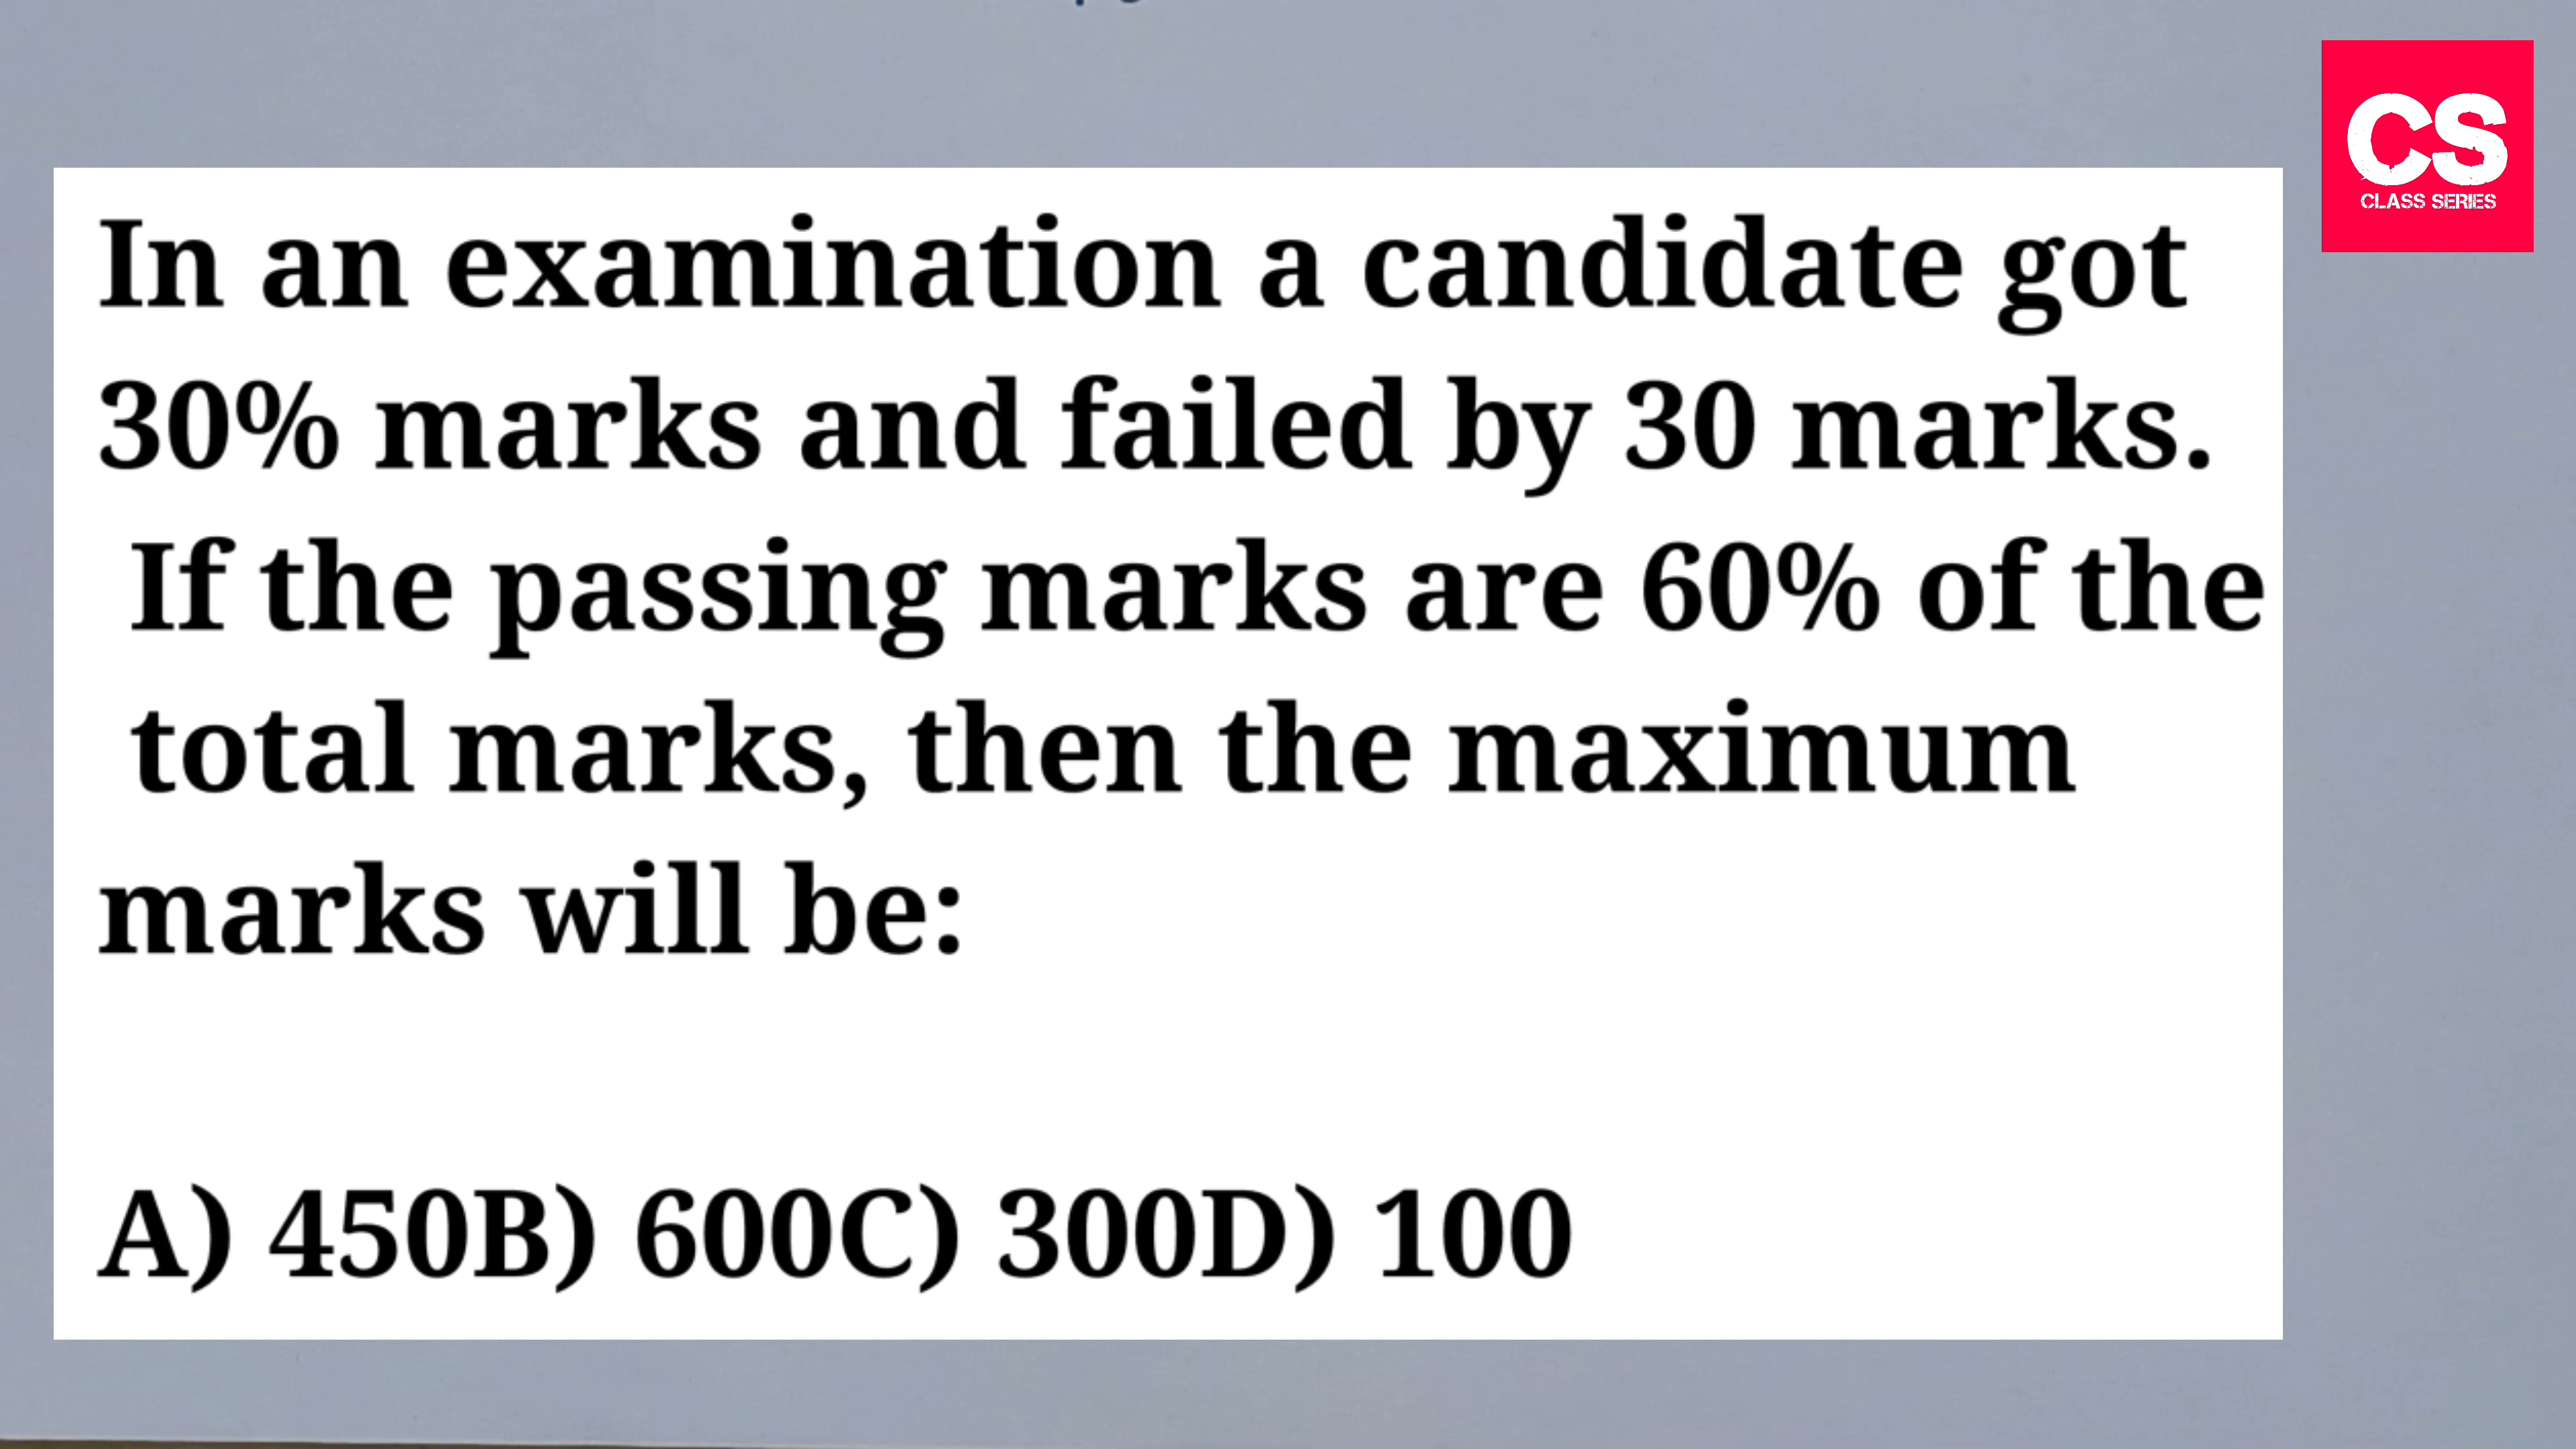 CS
CLASS SERIES
In an examination a candidate got
30% marks and failed by 30 marks.
If the passing marks are 60% of the
total marks, then the maximum
marks will be:
A) 450B) 600C) 300D) 100